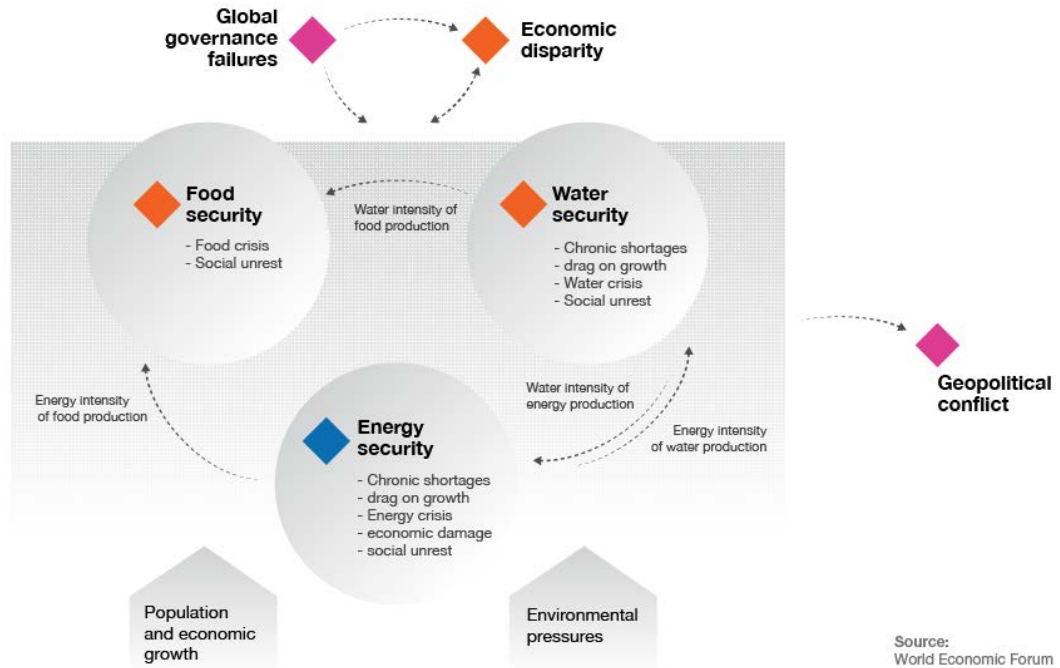 Global
governance
failures
Economic
disparity
Food
security
- Food crisis
- Social unrest
Water intensity of
food production
Water
security
- Chronic shortages
- drag on growth
- Water crisis
- Social unrest
Geopolitical
conflict
Energy intensity
of food production
Water intensity of
energy production
Energy intensity
of water production
Energy
security
- Chronic shortages
- drag on growth
- Energy crisis
- economic damage
- social unrest
Population
and economic
growth
Environmental
pressures
Source:
World Economic Forum